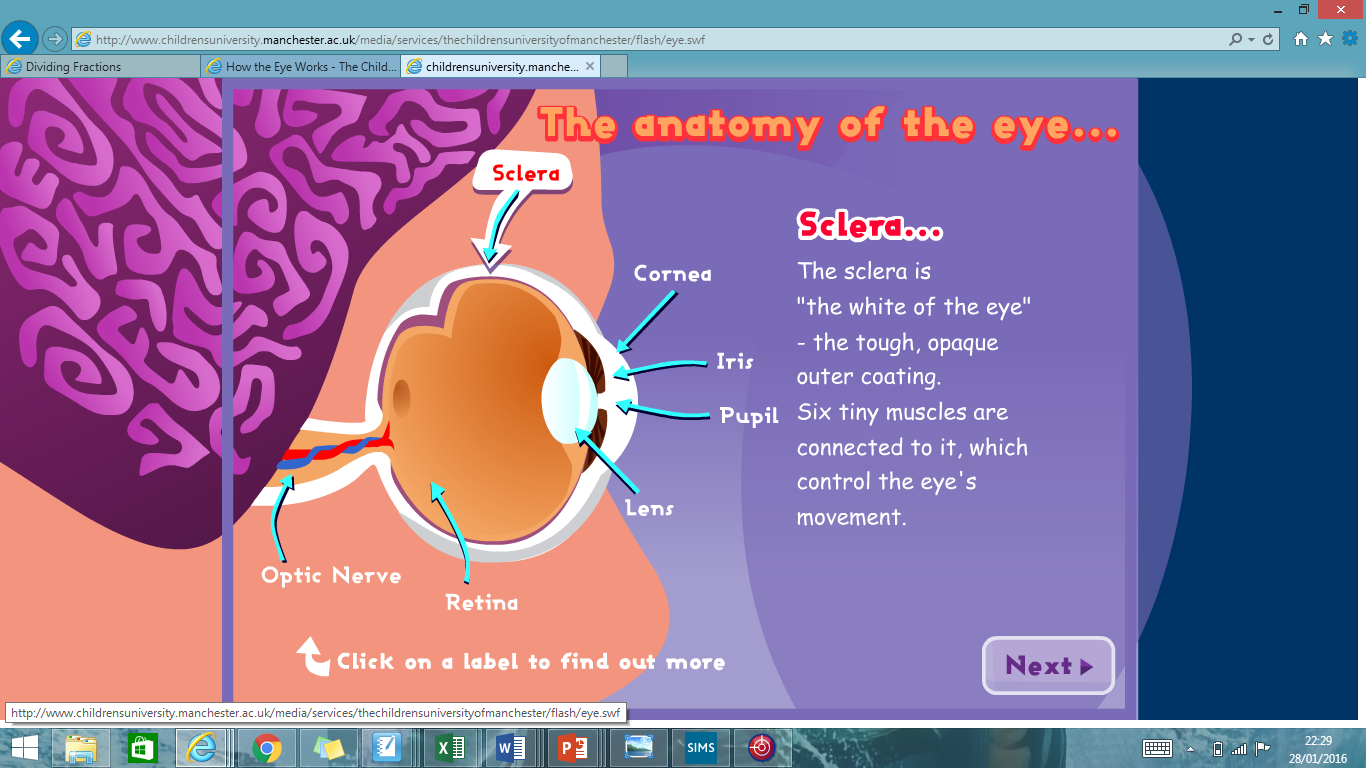 http://www.childrensuniversity.manchester.ac.uk/media/services/thechildrensuniversityofmanchester/flash/eye.swf
Dividing Fractions
How the Eye Works - The Child...
childrensuniversity.manche...
The anatomy of the eye...
Sclera
Cornea
Iris
Pupil
Lens
Optic Nerve
Retina
Sclera...
The sclera is
"the white of the eye"
- the tough, opaque
outer coating.
Six tiny muscles are
connected to it, which
control the eye's
movement.
Click on a label to find out more
Next
http://www.childrensuniversity.manchester.ac.uk/media/services/thechildrensuniversityofmanchester/flash/eye.swf
SIMS
22:29
28/01/2016